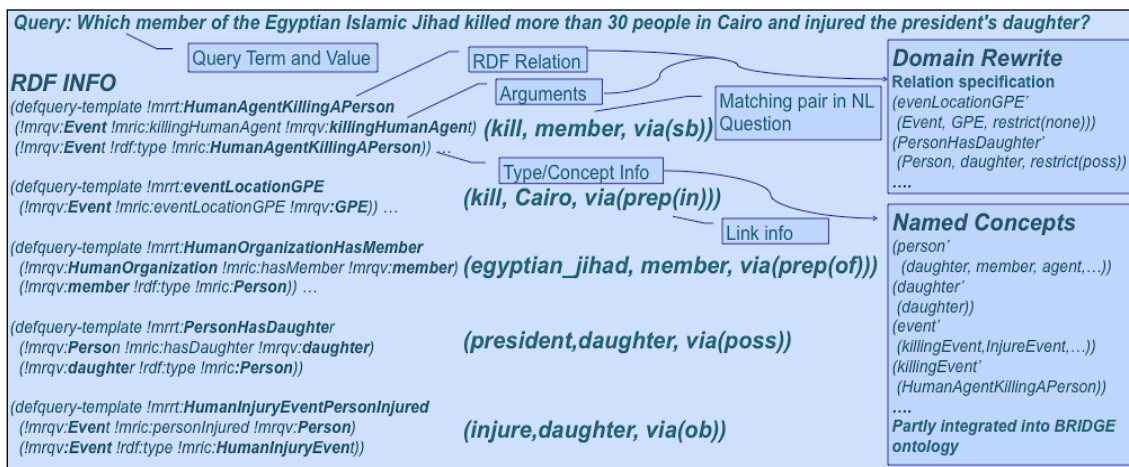 Query: Which member of the Egyptian Islamic Jihad killed more than 30 people in Cairo and injured the president's daughter?
Query Term and Value
RDF Relation
Arguments
Matching pair in NL
Question
Type/Concept Info
Link info
RDF INFO
(defquery-template !mrrt:HumanAgentKillingAPerson
(!mrqv:Event !mric:killingHumanAgent !mrqv:killingHumanAgent)
(!mrqv:Event !rdf:type !mric:HumanAgentKillingAPerson)) …
(kill, member, via(sb))
(defquery-template !mrrt:eventLocationGPE
(!mrqv:Event !mric:eventLocationGPE !mrqv:GPE)) …
(kill, Cairo, via(prep(in)))
(defquery-template !mrrt:HumanOrganizationHasMember
(!mrqv:HumanOrganization !mric:hasMember !mrqv:member)
(!mrqv:member !rdf:type !mric:Person)) …
(egyptian_jihad, member, via(prep(of)))
(defquery-template !mrrt:PersonHasDaughter
(!mrqv:Person !mric:hasDaughter !mrqv:daughter)
(!mrqv:daughter !rdf:type !mric:Person))
(president,daughter, via(poss))
(defquery-template !mrrt:HumanInjuryEventPersonInjured
(!mrqv:Event !mric:personInjured !mrqv:Person)
(!mrqv:Event !rdf:type !mric:HumanInjuryEvent))
(injure,daughter, via(ob))
Domain Rewrite
Relation specification
(evenLocationGPE'
(Event, GPE, restrict(none)))
(PersonHasDaughter'
(Person, daughter, restrict(poss))
....
Named Concepts
(person'
(daughter, member, agent,…))
(daughter'
(daughter))
(event'
(killingEvent,InjureEvent,…))
(killingEvent'
(HumanAgentKillingAPerson))
....
Partly integrated into BRIDGE
ontology